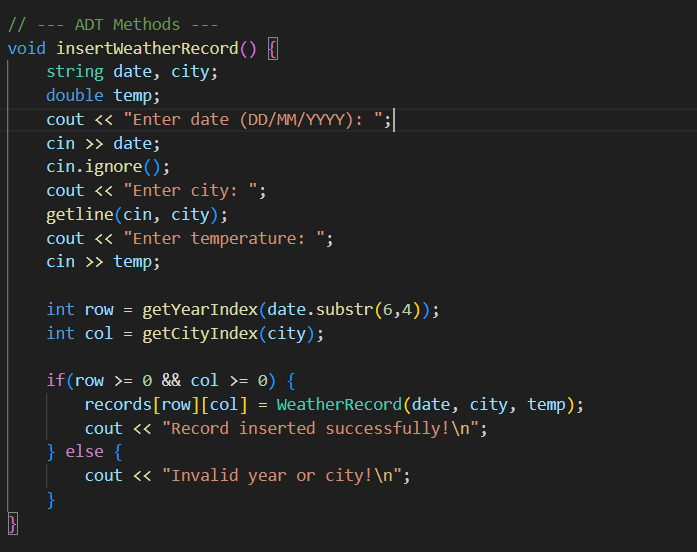 // --- ADT Methods ---
void insertWeatherRecord() {
    string date, city;
    double temp;
    cout << "Enter date (DD/MM/YYYY): ";
    cin >> date;
    cin.ignore();
    cout << "Enter city: ";
    getline(cin, city);
    cout << "Enter temperature: ";
    cin >> temp;

    int row = getYearIndex(date.substr(6,4));
    int col = getCityIndex(city);

    if(row >= 0 && col >= 0) {
        records[row][col] = WeatherRecord(date, city, temp);
        cout << "Record inserted successfully!\n";
    } else {
        cout << "Invalid year or city!\n";
    }
}